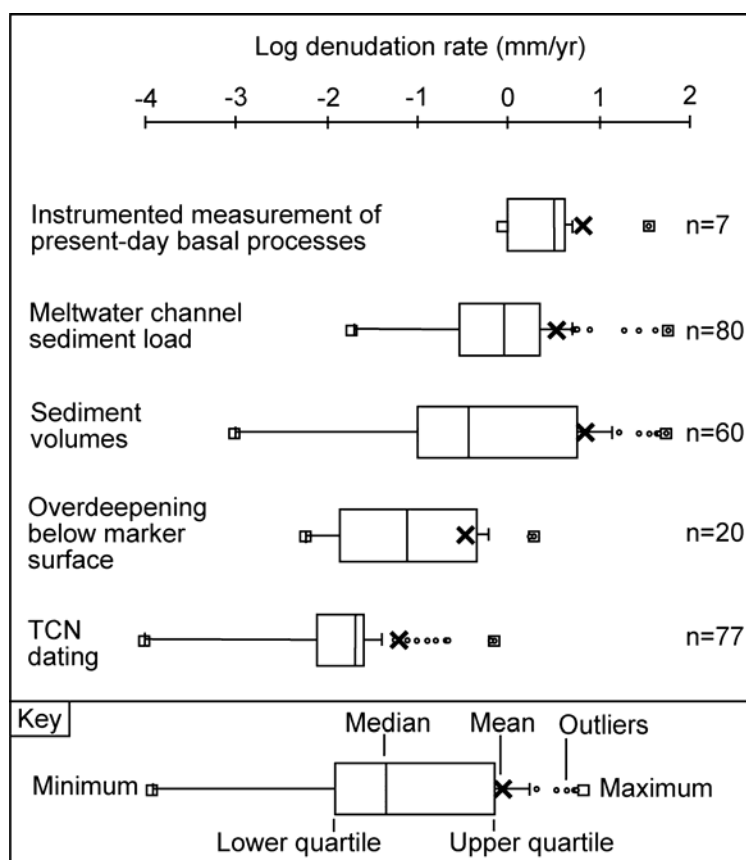 Log denudation rate (mm/yr)
-4 -3 -2 -1 0 1 2
Instrumented measurement of
present-day basal processes
n=7
Meltwater channel
sediment load
n=80
Sediment
volumes
n=60
Overdeepening
below marker
surface
n=20
TCN
dating
n=77
Key
Median Mean Outliers
Minimum Maximum
Lower quartile Upper quartile